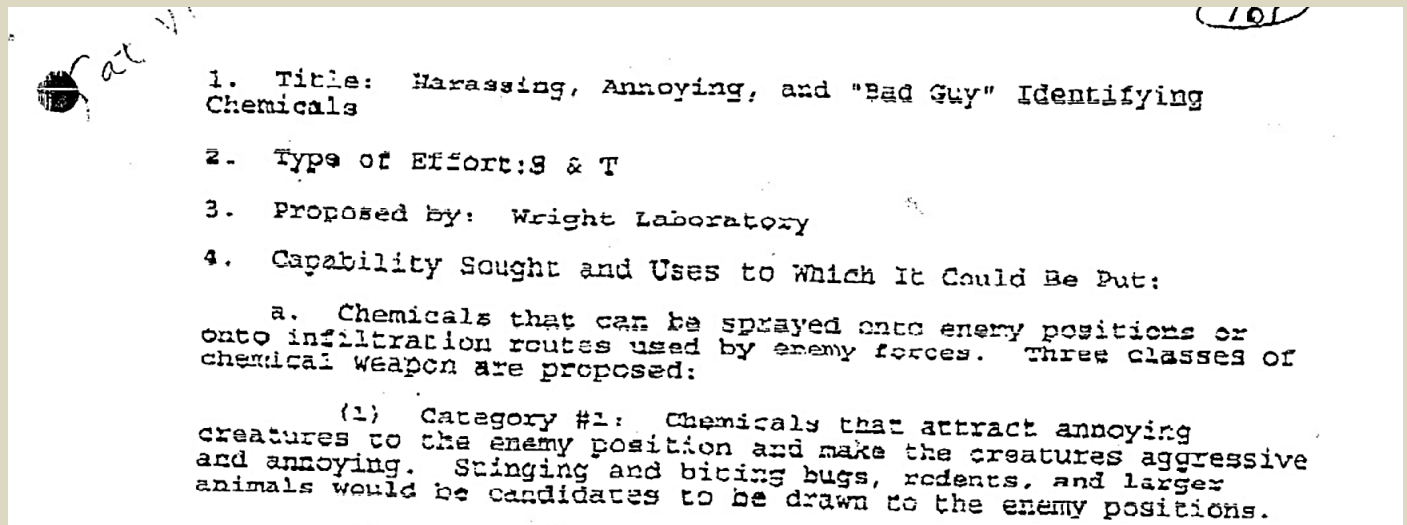 101
at
1. Title: Harassing, Annoying, and "Bad Guy" Identifying
Chemicals
2. Type of Effort:S & T
3. Proposed by: Wright Laboratory
4. Capability Sought and Uses to Which It Could Be Put:
a. Chemicals that can be sprayed onto enemy positions or
onto infiltration routes used by enemy forces. Three classes of
chemical weapon are proposed:
(1) Category #1: Chemicals that attract annoying
creatures to the enemy position and make the creatures aggressive
and annoying. Stinging and biting bugs, rodents, and larger
animals would be candidates to be drawn to the enemy positions.